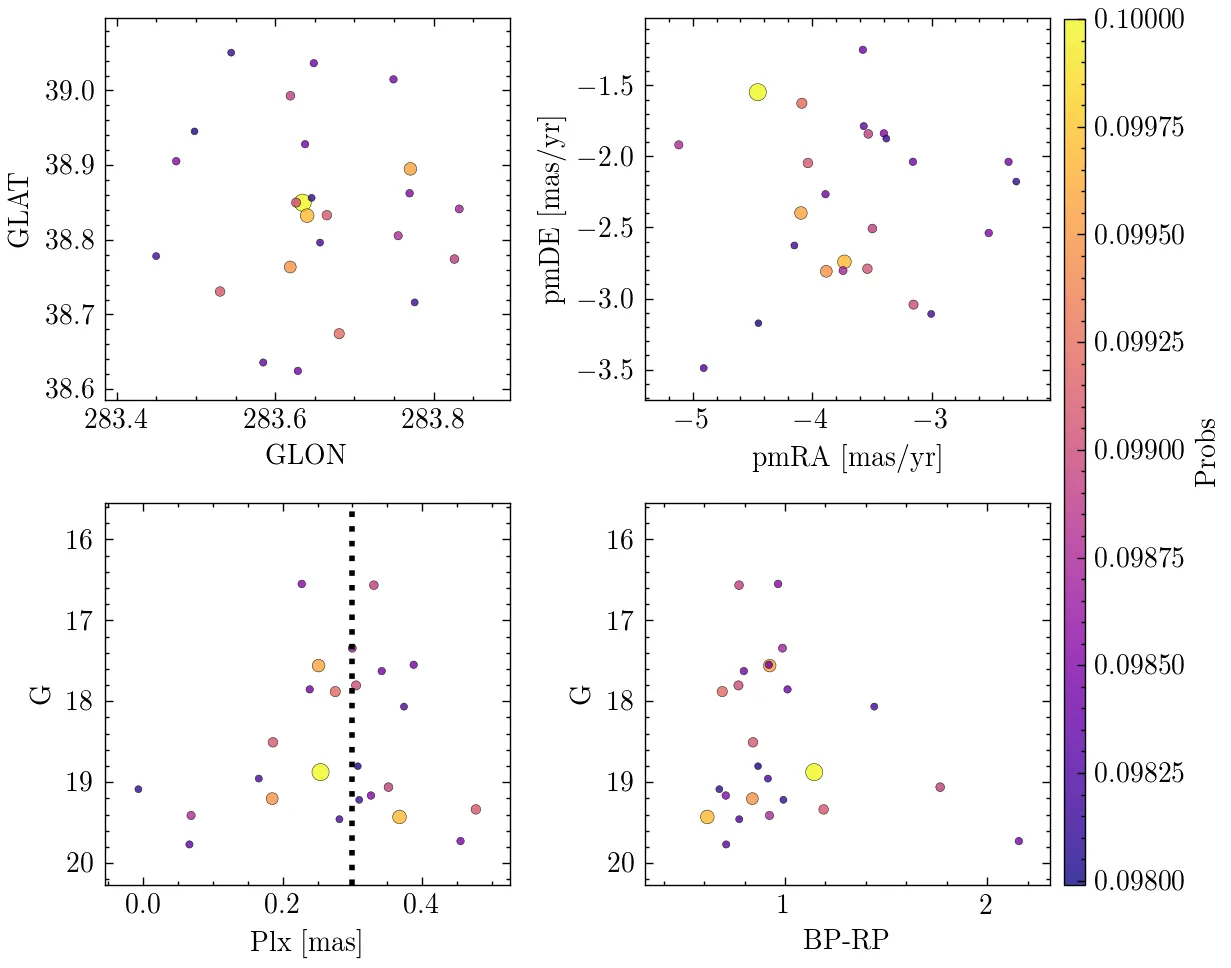 GLAT
39.0
38.9
38.8
38.7
38.6
283.4 283.6 283.8
GLON
pmDE [mas/yr]
−1.5
−2.0
−2.5
−3.0
−3.5
−5 −4 −3
pmRA [mas/yr]
G
16
17
18
19
20
0.0 0.2 0.4
Plx [mas]
G
16
17
18
19
20
1 2
BP-RP
0.10000
0.09975
0.09950
0.09925
0.09900
0.09875
0.09850
0.09825
0.09800
Probs